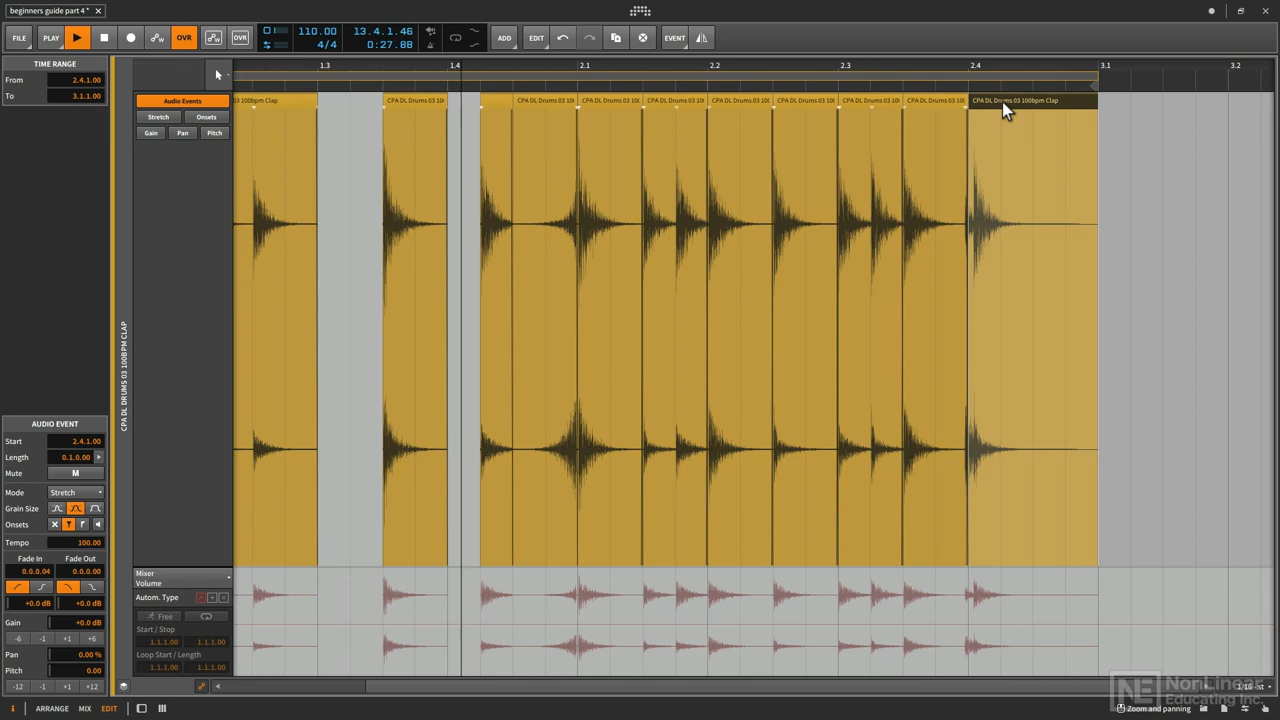 beginners guide part 4 *
FILE
PLAY
OVR
OVR
110.00
4/4
13.4.1.46
0:27.88
ADD
EDIT
EVENT
TIME RANGE
From 2.4.1.00
To 3.1.1.00
1.3 1.4 2.1 2.2 2.3 2.4 3.1 3.2
Audio Events
Stretch Onsets
Gain Pan Pitch
03 100bpm Clap
CPA DL Drums 03 10
CPA DL Drums 03 10
CPA DL Drums 03 10
CPA DL Drums 03 10
CPA DL Drums 03 10
CPA DL Drums 03 10
CPA DL Drums 03 10
CPA DL Drums 03 10
CPA DL Drums 03 100bpm Clap
CPA DL DRUMS 03 100BPM CLAP
AUDIO EVENT
Start 2.4.1.00
Length 0.1.0.00
Mute M
Mode Stretch
Grain Size
Onsets
Tempo 100.00
Fade In Fade Out
0.0.0.04 0.0.0.00
+0.0 dB +0.0 dB
Gain +0.0 dB
-6 -1 +1 +6
Pan 0.00 %
Pitch 0.00
-12 -1 +1 +12
Mixer
Volume
Autom. Type
Free
Start / Stop
1.1.1.00 1.1.1.00
Loop Start / Length
1.1.1.00 1.1.1.00
ARRANGE MIX EDIT
1/16
Zoom and panning
NE NonLinear
Educating Inc.